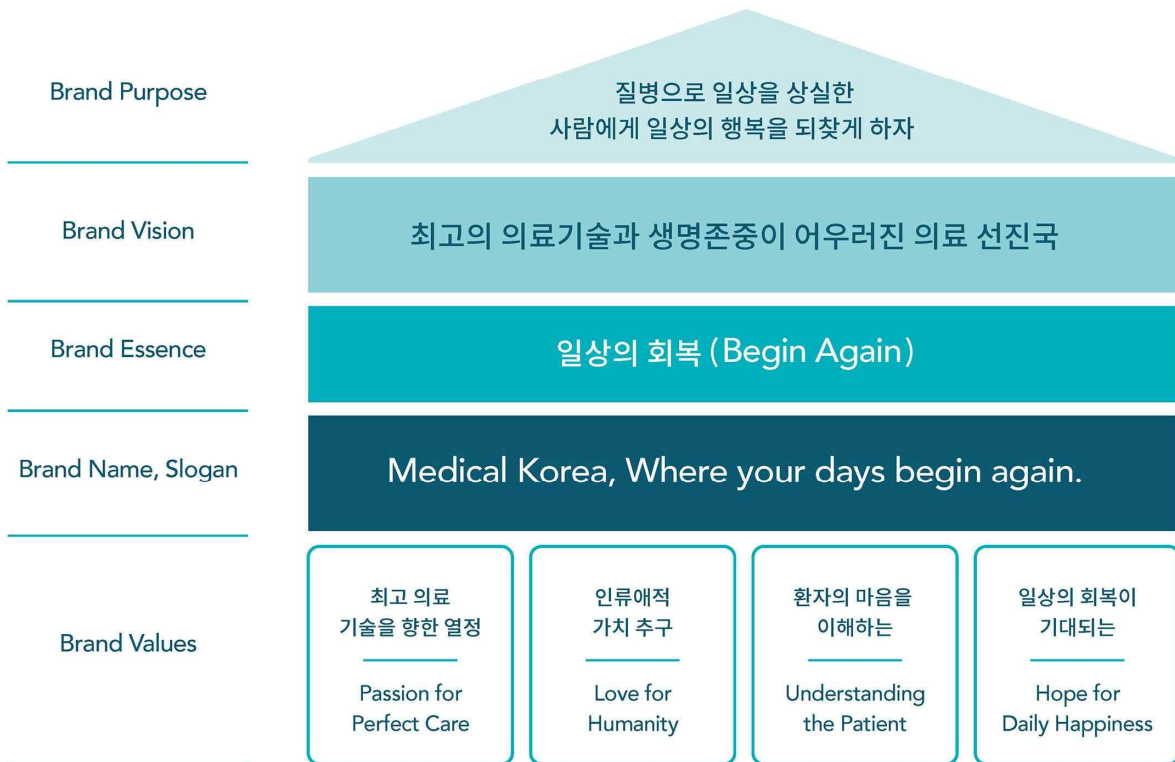 Brand Purpose
질병으로 일상을 상실한
사람에게 일상의 행복을 되찾게 하자
Brand Vision
최고의 의료기술과 생명존중이 어우러진 의료 선진국
Brand Essence
일상의 회복 (Begin Again)
Brand Name, Slogan
Medical Korea, Where your days begin again.
Brand Values
최고 의료
기술을 향한 열정
Passion for
Perfect Care
인류애적
가치 추구
Love for
Humanity
환자의 마음을
이해하는
Understanding
the Patient
일상의 회복이
기대되는
Hope for
Daily Happiness